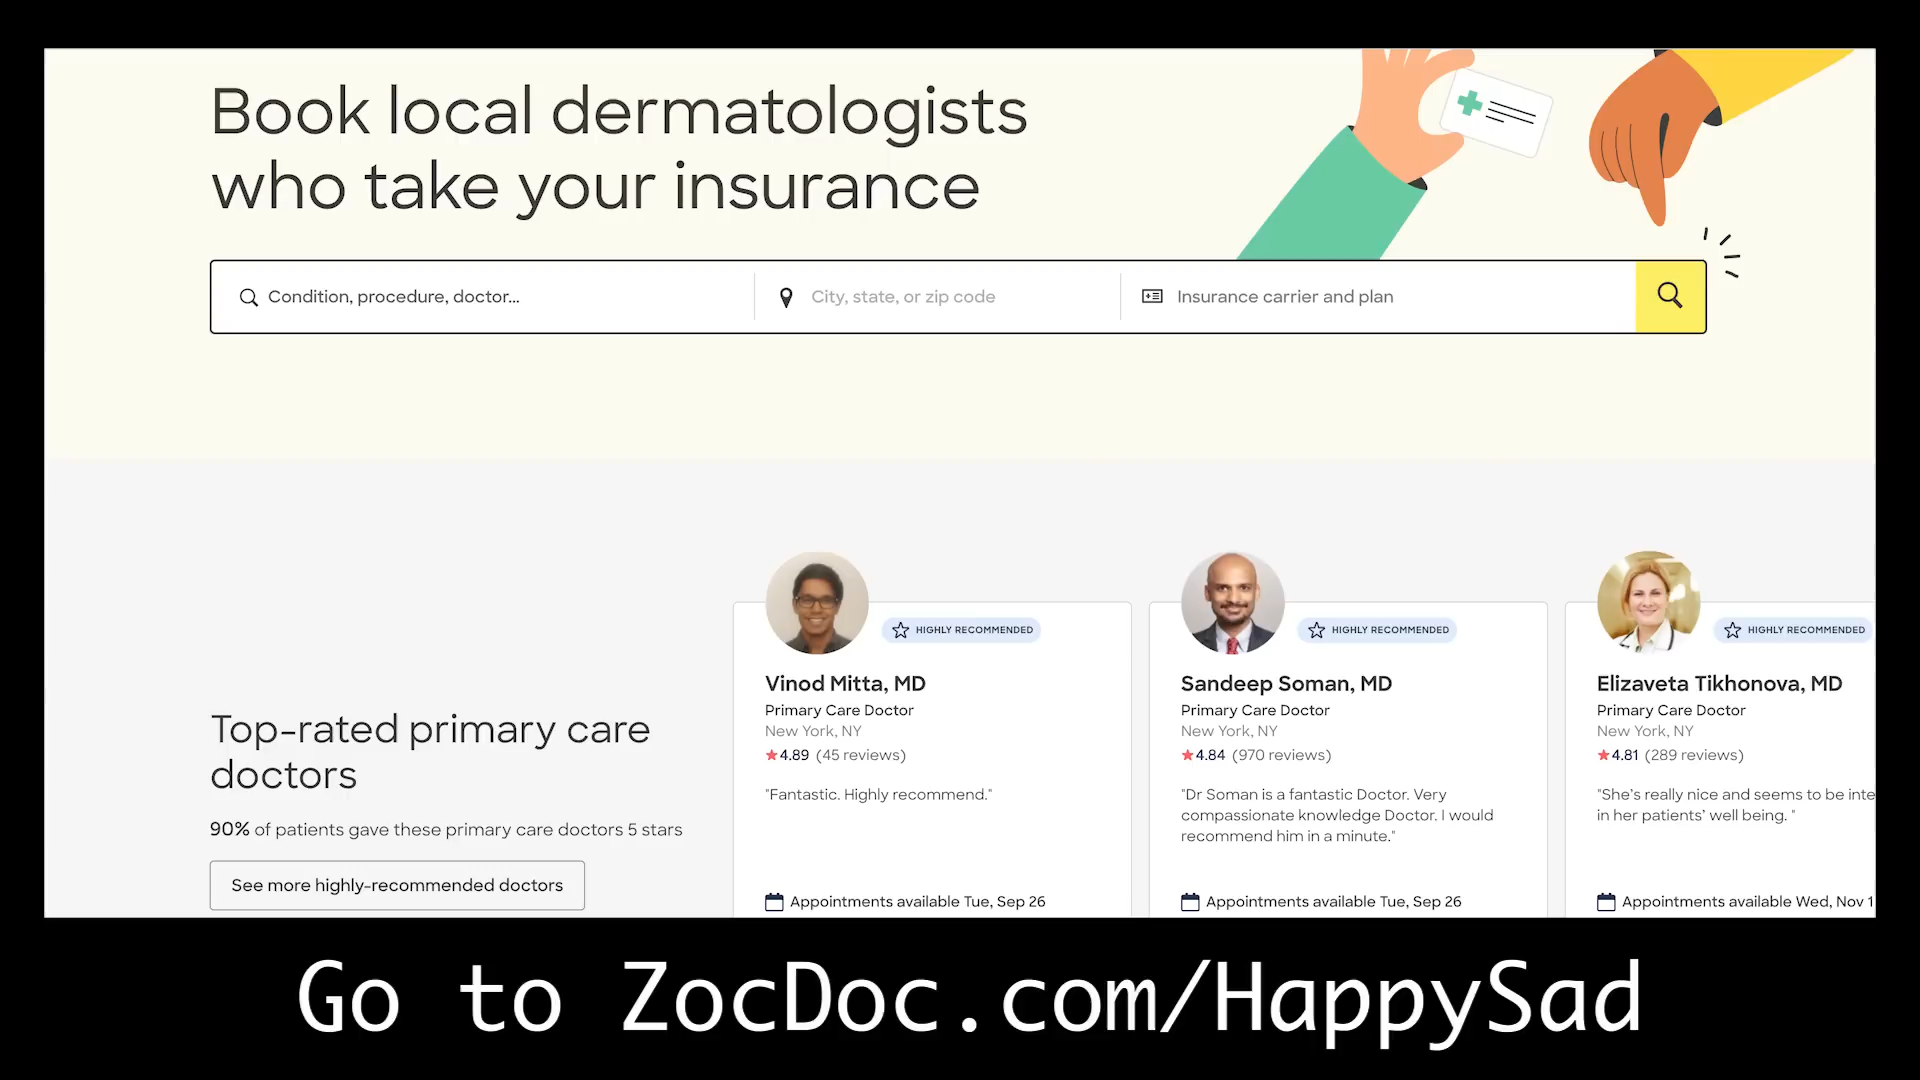 Book local dermatologists
who take your insurance
Condition, procedure, doctor...
City, state, or zip code
Insurance carrier and plan
Top-rated primary care
doctors
90% of patients gave these primary care doctors 5 stars
See more highly-recommended doctors
HIGHLY RECOMMENDED
Vinod Mitta, MD
Primary Care Doctor
New York, NY
4.89 (45 reviews)
"Fantastic. Highly recommend."
Appointments available Tue, Sep 26
HIGHLY RECOMMENDED
Sandeep Soman, MD
Primary Care Doctor
New York, NY
4.84 (970 reviews)
"Dr Soman is a fantastic Doctor. Very
compassionate knowledge Doctor. I would
recommend him in a minute."
Appointments available Tue, Sep 26
HIGHLY RECOMMENDED
Elizaveta Tikhonova, MD
Primary Care Doctor
New York, NY
4.81 (289 reviews)
"She's really nice and seems to be
in her patients' well being. "
Appointments available Wed, Nov
Go to ZocDoc.com/HappySad